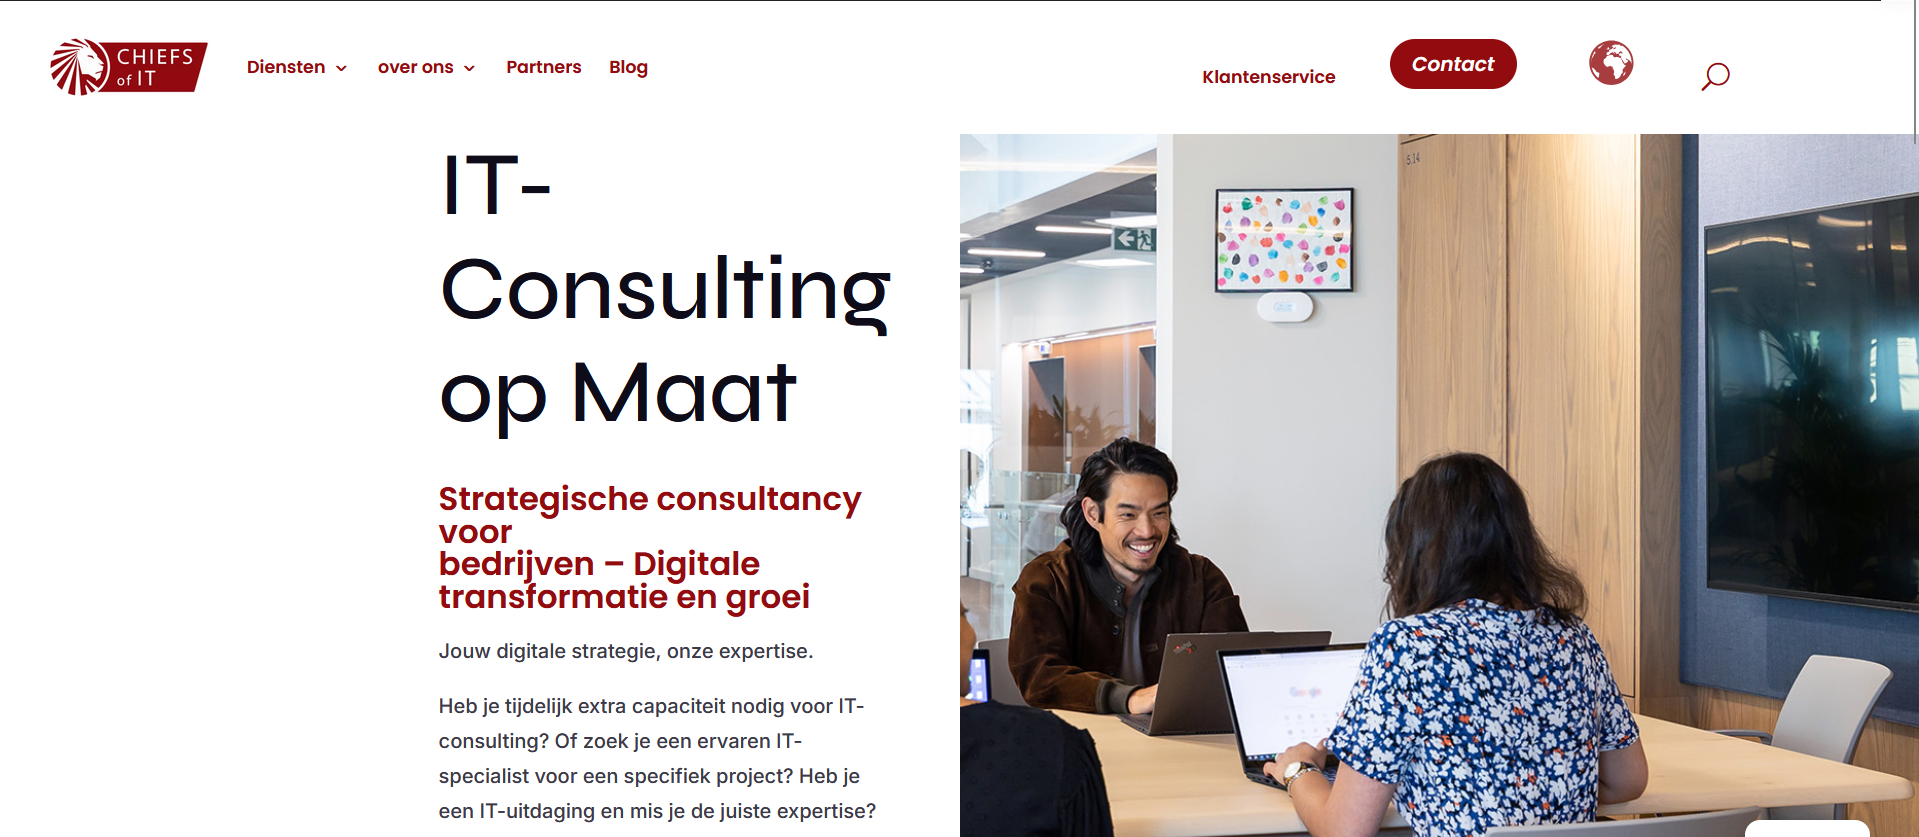 CHIEFS
of IT
Diensten
over ons
Partners
Blog
Klantenservice
Contact
IT-
Consulting
op Maat
Strategische consultancy
voor
bedrijven – Digitale
transformatie en groei
Jouw digitale strategie, onze expertise.
Heb je tijdelijk extra capaciteit nodig voor IT-
consulting? Of zoek je een ervaren IT-
specialist voor een specifiek project? Heb je
een IT-uitdaging en mis je de juiste expertise?
5.14
Google